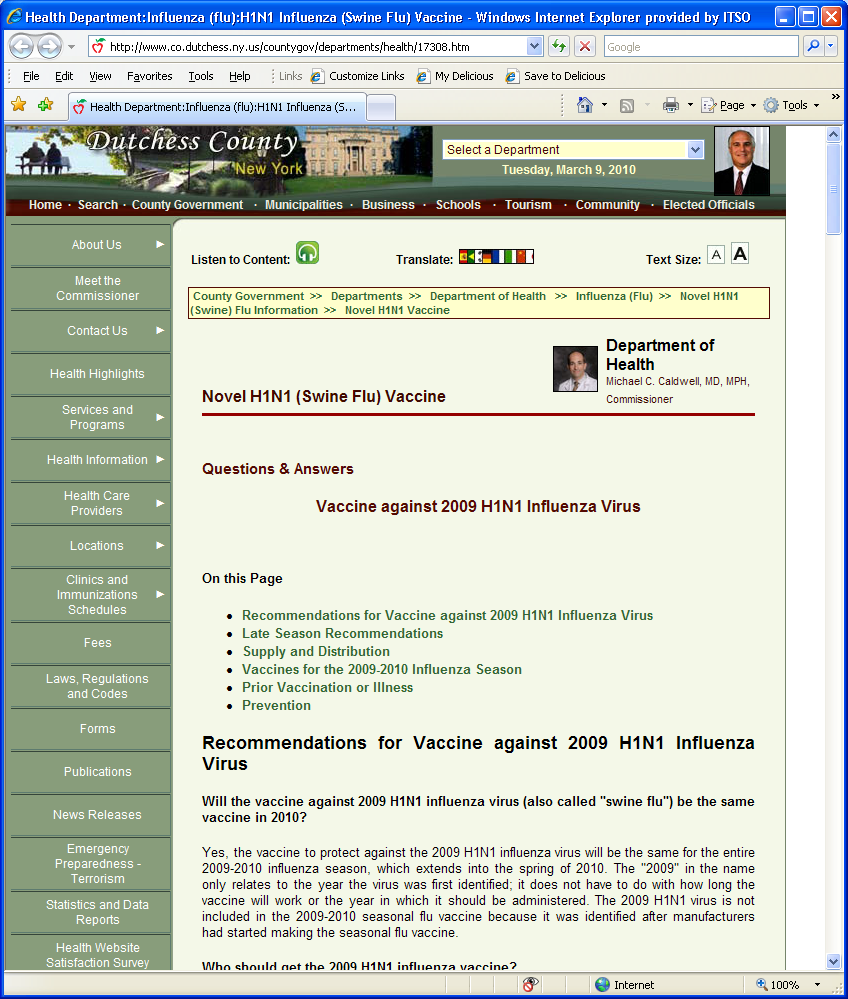 Health Department:Influenza (flu):H1N1 Influenza (Swine Flu) Vaccine - Windows Internet Explorer provided by ITSO
http://www.co.dutchess.ny.us/countygov/departments/health/17308.htm
Google
File Edit View Favorites Tools Help Links Customize Links My Delicious Save to Delicious
Health Department:Influenza (flu):H1N1 Influenza (S...
Page Tools
Dutchess County
New York
Select a Department
Tuesday, March 9, 2010
Home · Search · County Government · Municipalities · Business · Schools · Tourism · Community · Elected Officials
About Us
Meet the
Commissioner
Contact Us
Health Highlights
Services and
Programs
Health Information
Health Care
Providers
Locations
Clinics and
Immunizations
Schedules
Fees
Laws, Regulations
and Codes
Forms
Publications
News Releases
Emergency
Preparedness -
Terrorism
Statistics and Data
Reports
Health Website
Satisfaction Survey
Listen to Content: Translate: Text Size: A A
County Government >> Departments >> Department of Health >> Influenza (Flu) >> Novel H1N1
(Swine) Flu Information >> Novel H1N1 Vaccine
Department of
Health
Michael C. Caldwell, MD, MPH,
Commissioner
Novel H1N1 (Swine Flu) Vaccine
Questions & Answers
Vaccine against 2009 H1N1 Influenza Virus
On this Page
Recommendations for Vaccine against 2009 H1N1 Influenza Virus
Late Season Recommendations
Supply and Distribution
Vaccines for the 2009-2010 Influenza Season
Prior Vaccination or Illness
Prevention
Recommendations for Vaccine against 2009 H1N1 Influenza
Virus
Will the vaccine against 2009 H1N1 influenza virus (also called "swine flu") be the same
vaccine in 2010?
Yes, the vaccine to protect against the 2009 H1N1 influenza virus will be the same for the entire
2009-2010 influenza season, which extends into the spring of 2010. The "2009" in the name
only relates to the year the virus was first identified; it does not have to do with how long the
vaccine will work or the year in which it should be administered. The 2009 H1N1 virus is not
included in the 2009-2010 seasonal flu vaccine because it was identified after manufacturers
had started making the seasonal flu vaccine.
Who should get the 2009 H1N1 influenza vaccine?
Internet 100%